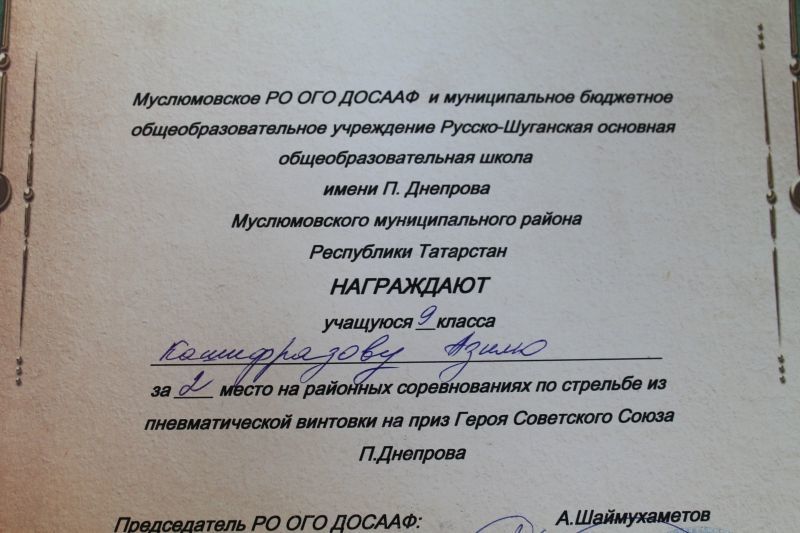 Муслюмовское РО ОГО ДОСААФ и муниципальное бюджетное
общеобразовательное учреждение Русско-Шуганская основная
общеобразовательная школа
имени П. Днепрова
Муслюмовского муниципального района
Республики Татарстан
НАГРАЖДАЮТ
учащуюся 9 класса
Кашифразову Азилю
за 2 место на районных соревнованиях по стрельбе из
пневматической винтовки на приз Героя Советского Союза
П.Днепрова
Председатель РО ОГО ДОСААФ: А.Шаймухаметов